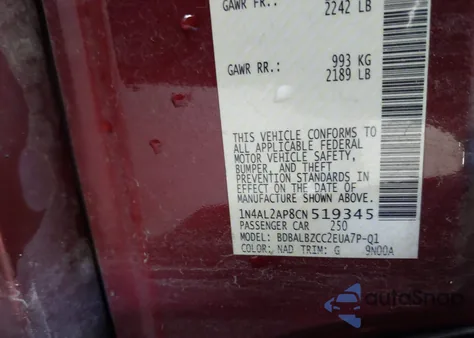 GAWR FR.:
2242 LB
GAWR RR.: 993 KG
2189 LB
THIS VEHICLE CONFORMS TO
ALL APPLICABLE FEDERAL
MOTOR VEHICLE SAFETY,
BUMPER, AND THEFT
PREVENTION STANDARDS IN
EFFECT ON THE DATE OF
MANUFACTURE SHOWN ABOVE.
1N4AL2AP8CN519345
PASSENGER CAR 250
MODEL: BDBALBZCC2EUA7P-Q1
COLOR: NAD TRIM: G 9N00A
autoSnap